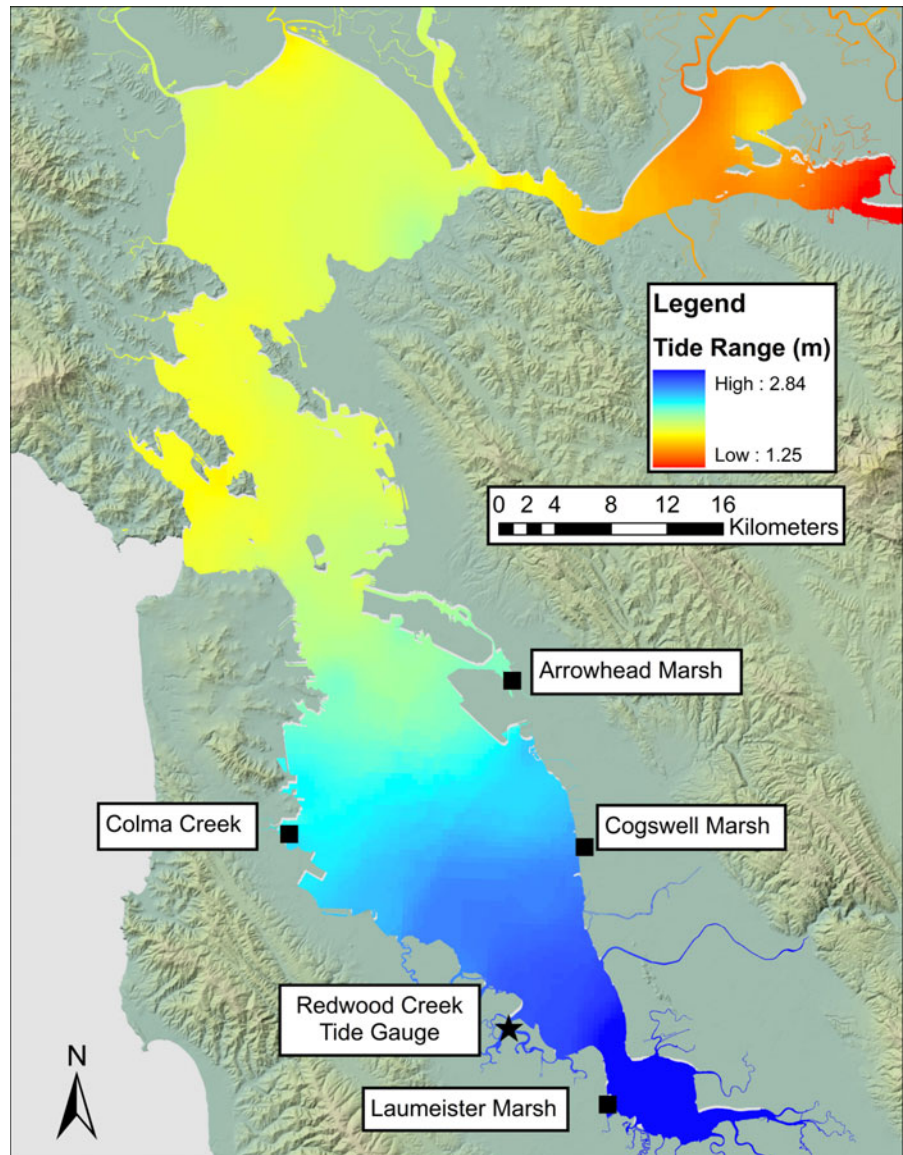 Legend
Tide Range (m)
High : 2.84
Low : 1.25
0 2 4 8 12 16
Kilometers
Arrowhead Marsh
Colma Creek
Cogswell Marsh
Redwood Creek
Tide Gauge
Laumeister Marsh
N